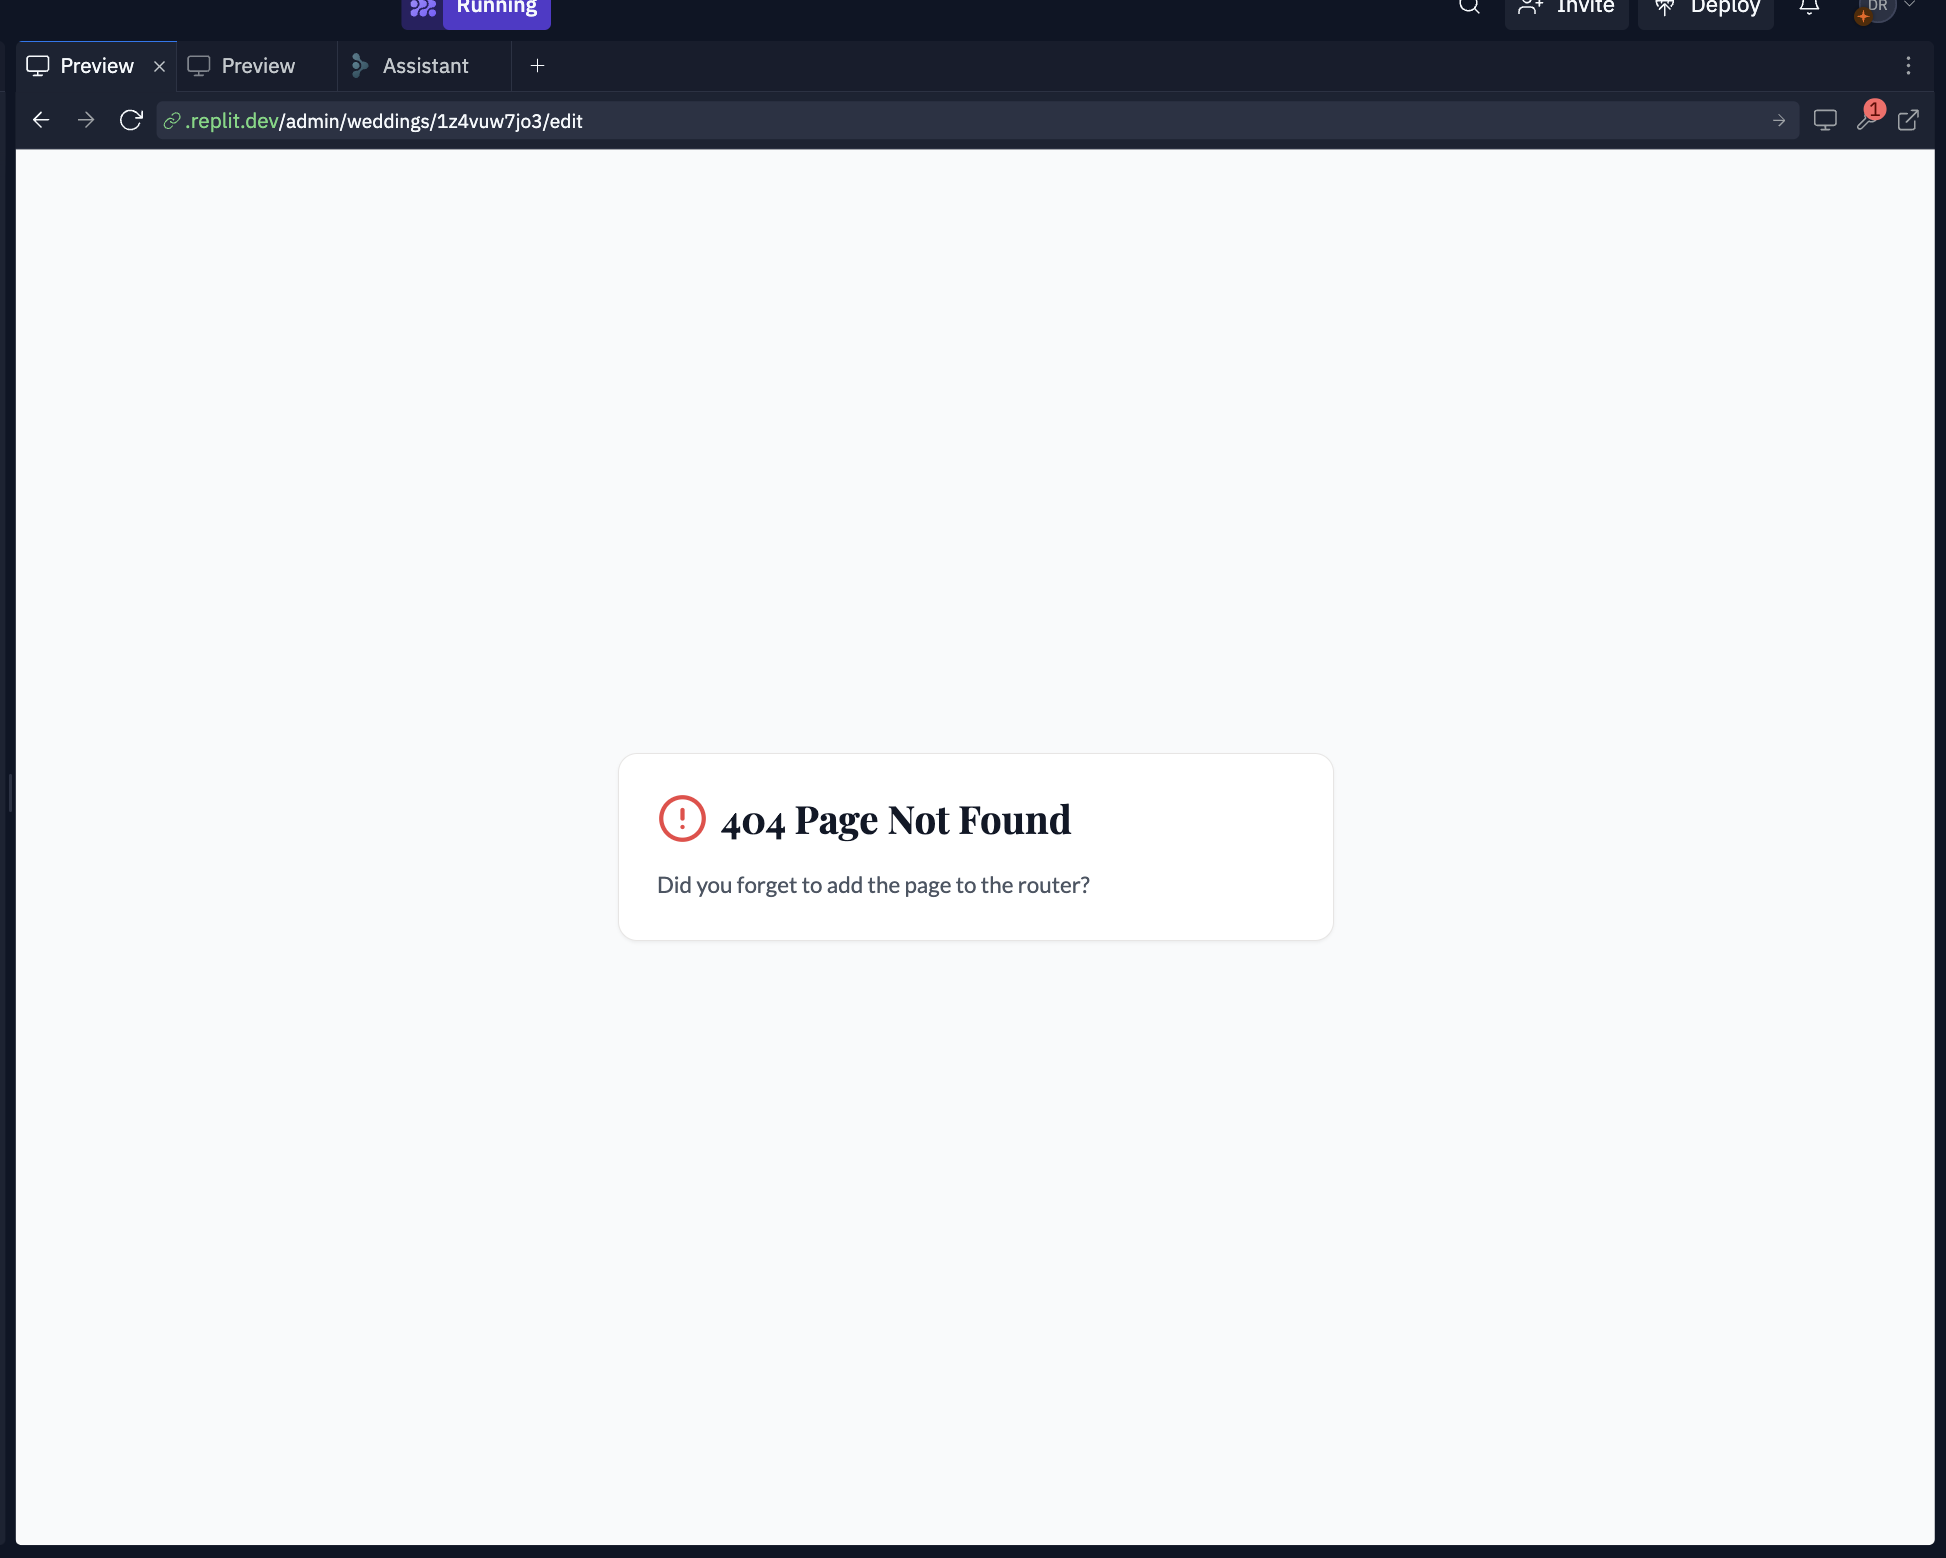 Running
Invite
Deploy
DR
Preview
Preview
Assistant
.replit.dev/admin/weddings/1z4vuw7jo3/edit
1
404 Page Not Found
Did you forget to add the page to the router?